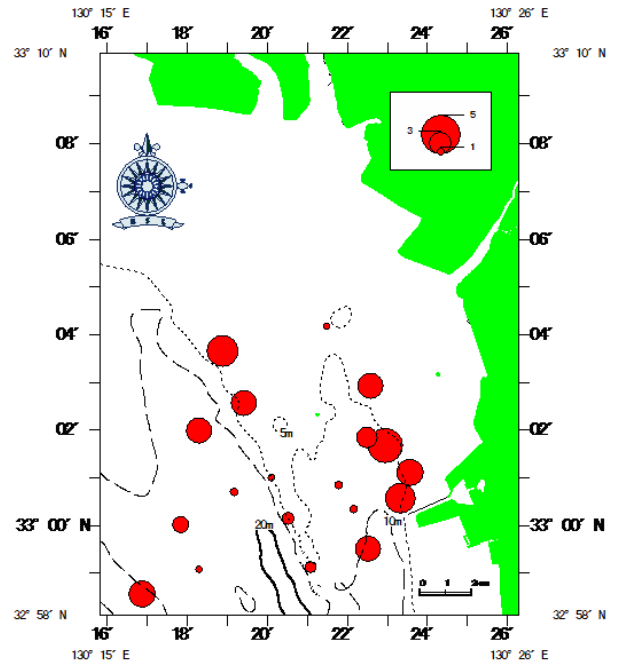 130° 15′ E 130° 26′ E
16′ 18′ 20′ 22′ 24′ 26′
33° 10′ N 33° 10′ N
5
3
1
08′ 08′
06′ 06′
04′ 04′
02′ 02′
5m
20m 10m
33° 00′ N 33° 00′ N
0 1 2km
32° 58′ N 32° 58′ N
16′ 18′ 20′ 22′ 24′ 26′
130° 15′ E 130° 26′ E